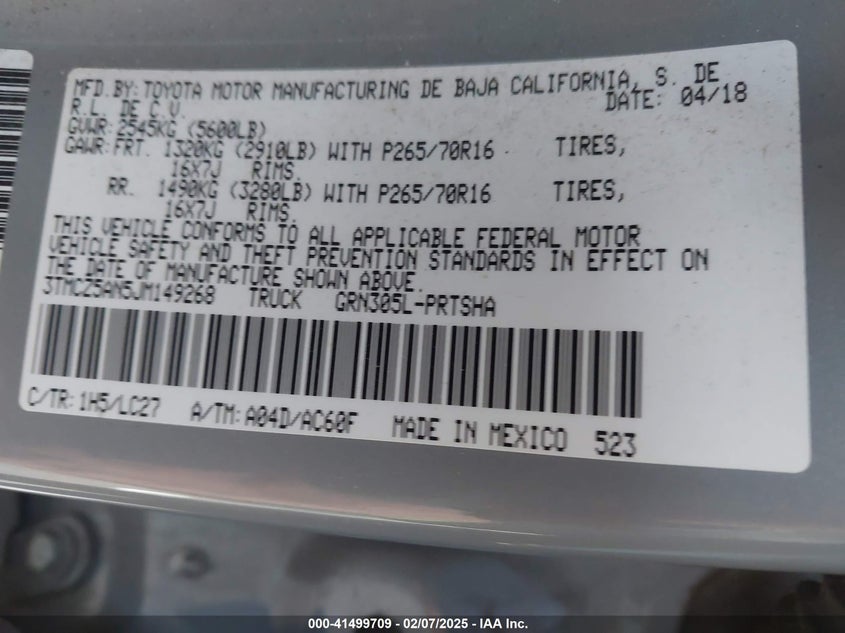 MFD. BY: TOYOTA MOTOR MANUFACTURING DE BAJA CALIFORNIA, S. DE
R.L. DE C.V. DATE: 04/18
GVWR: 2545KG (5600LB)
GAWR: FRT. 1320KG (2910LB) WITH P265/70R16 TIRES,
16X7J RIMS.
RR. 1490KG (3280LB) WITH P265/70R16 TIRES,
16X7J RIMS.
THIS VEHICLE CONFORMS TO ALL APPLICABLE FEDERAL MOTOR
VEHICLE SAFETY AND THEFT PREVENTION STANDARDS IN EFFECT ON
THE DATE OF MANUFACTURE SHOWN ABOVE.
3TMCZ5AN5JM149268 TRUCK GRN305L-PRTSHA
C/TR: 1H5/LC27 A/TM: A04D/AC60F MADE IN MEXICO 523
000-41499709 - 02/07/2025 - IAA Inc.